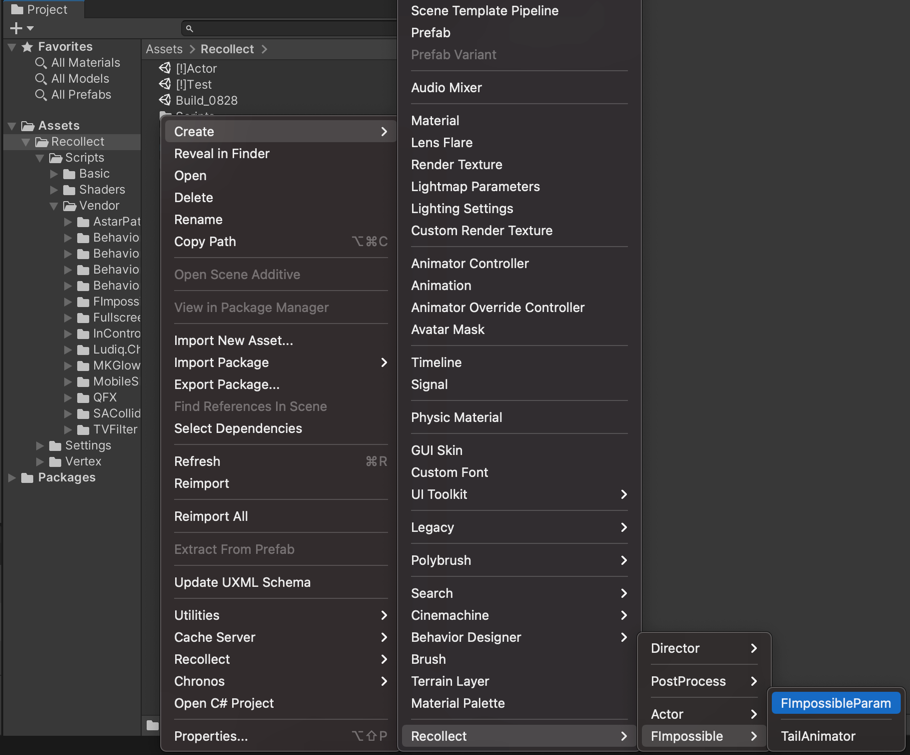 Project
Assets > Recollect >
Favorites
All Materials
All Models
All Prefabs
Assets
Recollect
Scripts
Basic
Shaders
Vendor
AstarPat
Behavio
Behavio
Behavio
Behavio
FImposs
Fullscree
InContro
Ludiq.Ch
MKGlow
MobileS
QFX
SACollid
TVFilter
Settings
Vertex
Packages
[!]Actor
[!]Test
Build_0828
Create
Reveal in Finder
Open
Delete
Rename
Copy Path ⌥⌘C
Open Scene Additive
View in Package Manager
Import New Asset...
Import Package
Export Package...
Find References In Scene
Select Dependencies
Refresh ⌘R
Reimport
Reimport All
Extract From Prefab
Update UXML Schema
Utilities
Cache Server
Recollect
Chronos
Open C# Project
Properties... ⌥⇧P
Scene Template Pipeline
Prefab
Prefab Variant
Audio Mixer
Material
Lens Flare
Render Texture
Lightmap Parameters
Lighting Settings
Custom Render Texture
Animator Controller
Animation
Animator Override Controller
Avatar Mask
Timeline
Signal
Physic Material
GUI Skin
Custom Font
UI Toolkit
Legacy
Polybrush
Search
Cinemachine
Behavior Designer
Brush
Terrain Layer
Material Palette
Recollect
Director
PostProcess
Actor
FImpossible
FImpossibleParam
TailAnimator